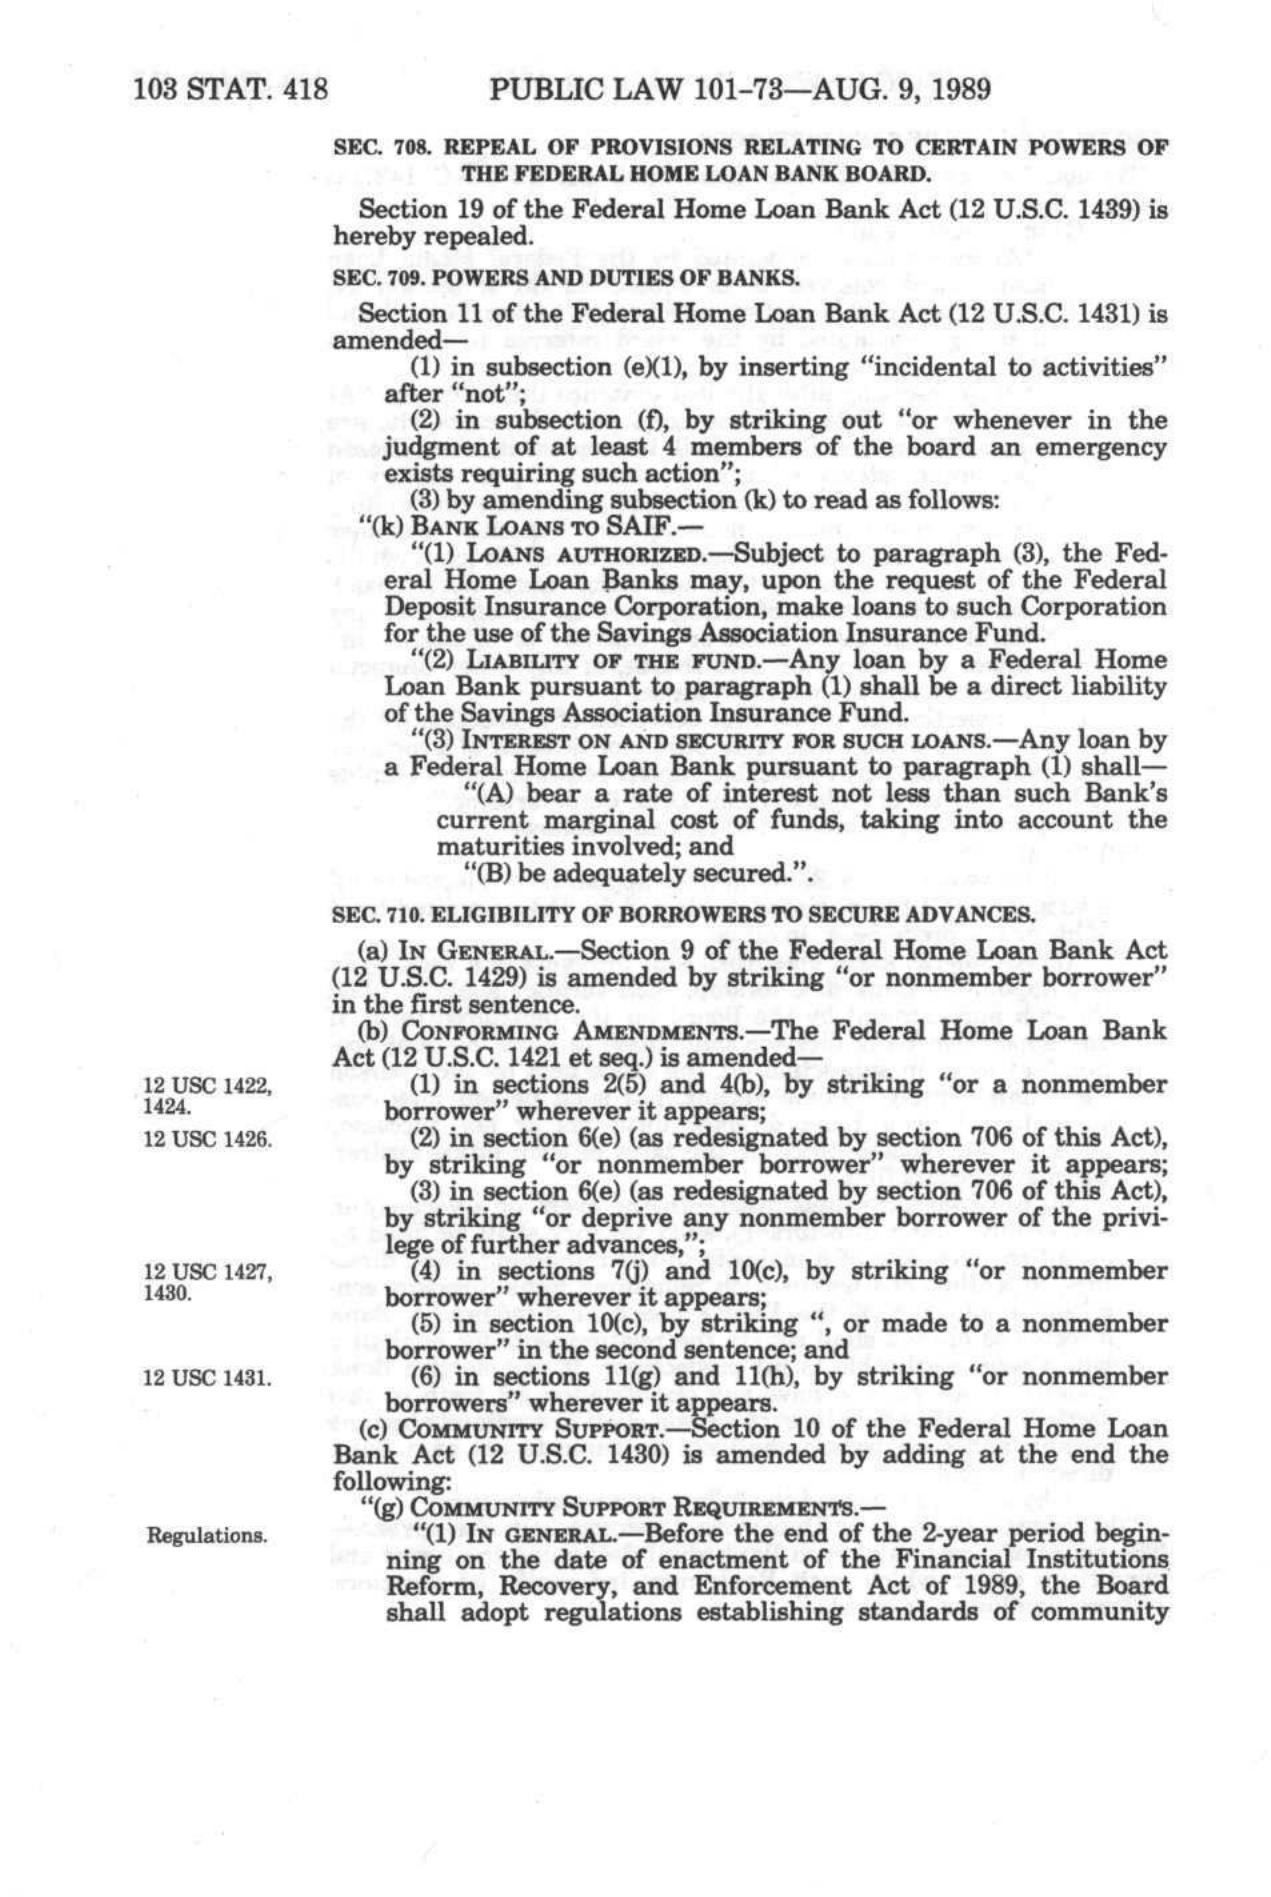 103 STAT. 418 PUBLIC LAW 101-73—AUG. 9, 1989
SEC. 708. REPEAL OF PROVISIONS RELATING TO CERTAIN POWERS OF
THE FEDERAL HOME LOAN BANK BOARD.
Section 19 of the Federal Home Loan Bank Act (12 U.S.C. 1439) is
hereby repealed.
SEC. 709. POWERS AND DUTIES OF BANKS.
Section 11 of the Federal Home Loan Bank Act (12 U.S.C. 1431) is
amended—
(1) in subsection (e)(1), by inserting “incidental to activities”
after “not”;
(2) in subsection (f), by striking out “or whenever in the
judgment of at least 4 members of the board an emergency
exists requiring such action”;
(3) by amending subsection (k) to read as follows:
“(k) BANK LOANS TO SAIF.—
“(1) LOANS AUTHORIZED.—Subject to paragraph (3), the Fed-
eral Home Loan Banks may, upon the request of the Federal
Deposit Insurance Corporation, make loans to such Corporation
for the use of the Savings Association Insurance Fund.
“(2) LIABILITY OF THE FUND.—Any loan by a Federal Home
Loan Bank pursuant to paragraph (1) shall be a direct liability
of the Savings Association Insurance Fund.
“(3) INTEREST ON AND SECURITY FOR SUCH LOANS.—Any loan by
a Federal Home Loan Bank pursuant to paragraph (1) shall—
“(A) bear a rate of interest not less than such Bank’s
current marginal cost of funds, taking into account the
maturities involved; and
“(B) be adequately secured.”.
SEC. 710. ELIGIBILITY OF BORROWERS TO SECURE ADVANCES.
(a) IN GENERAL.—Section 9 of the Federal Home Loan Bank Act
(12 U.S.C. 1429) is amended by striking “or nonmember borrower”
in the first sentence.
(b) CONFORMING AMENDMENTS.—The Federal Home Loan Bank
Act (12 U.S.C. 1421 et seq.) is amended—
12 USC 1422,
1424.
(1) in sections 2(5) and 4(b), by striking “or a nonmember
borrower” wherever it appears;
12 USC 1426.
(2) in section 6(e) (as redesignated by section 706 of this Act),
by striking “or nonmember borrower” wherever it appears;
(3) in section 6(e) (as redesignated by section 706 of this Act),
by striking “or deprive any nonmember borrower of the privi-
lege of further advances,”;
12 USC 1427,
1430.
(4) in sections 7(j) and 10(c), by striking “or nonmember
borrower” wherever it appears;
(5) in section 10(c), by striking “, or made to a nonmember
borrower” in the second sentence; and
12 USC 1431.
(6) in sections 11(g) and 11(h), by striking “or nonmember
borrowers” wherever it appears.
(c) COMMUNITY SUPPORT.—Section 10 of the Federal Home Loan
Bank Act (12 U.S.C. 1430) is amended by adding at the end the
following:
“(g) COMMUNITY SUPPORT REQUIREMENTS.—
Regulations.
“(1) IN GENERAL.—Before the end of the 2-year period begin-
ning on the date of enactment of the Financial Institutions
Reform, Recovery, and Enforcement Act of 1989, the Board
shall adopt regulations establishing standards of community